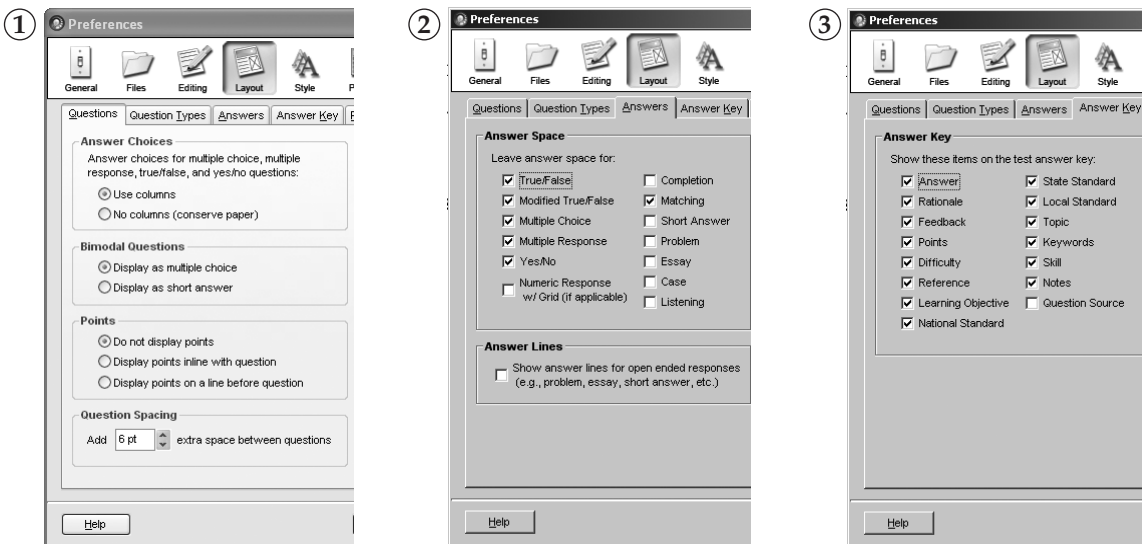 1
Preferences
General Files Editing Layout Style P
Questions Question Types Answers Answer Key
Answer Choices
Answer choices for multiple choice, multiple
response, true/false, and yes/no questions:
Use columns
No columns (conserve paper)
Bimodal Questions
Display as multiple choice
Display as short answer
Points
Do not display points
Display points inline with question
Display points on a line before question
Question Spacing
Add 6 pt extra space between questions
Help
2
Preferences
General Files Editing Layout Style
Questions Question Types Answers Answer Key
Answer Space
Leave answer space for:
True/False
Modified True/False
Multiple Choice
Multiple Response
Yes/No
Numeric Response
w/ Grid (if applicable)
Completion
Matching
Short Answer
Problem
Essay
Case
Listening
Answer Lines
Show answer lines for open ended responses
(e.g., problem, essay, short answer, etc.)
Help
3
Preferences
General Files Editing Layout Style
Questions Question Types Answers Answer Key
Answer Key
Show these items on the test answer key:
Answer
Rationale
Feedback
Points
Difficulty
Reference
Learning Objective
National Standard
State Standard
Local Standard
Topic
Keywords
Skill
Notes
Question Source
Help